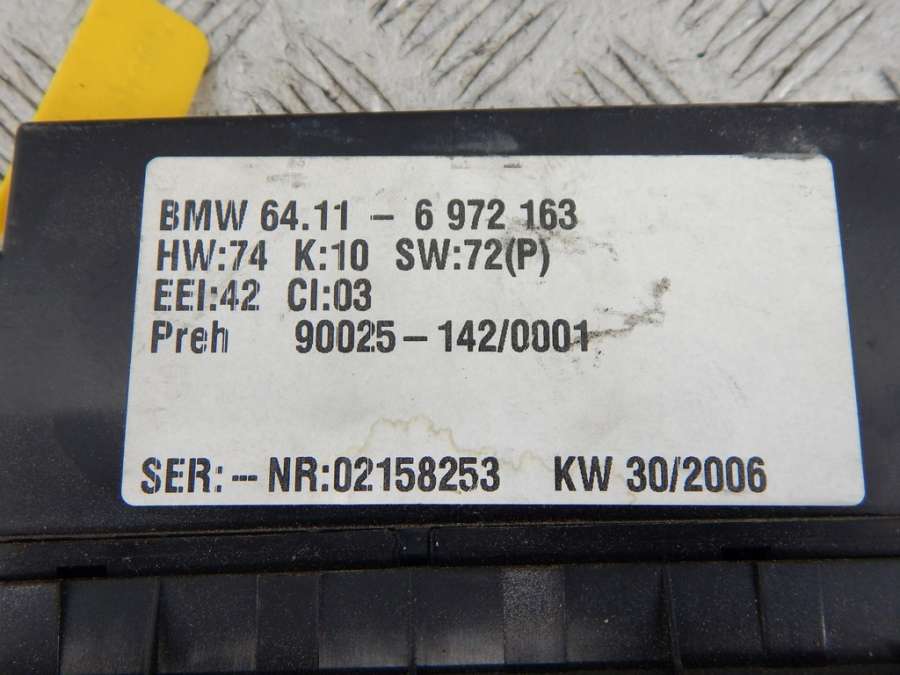 BMW 64.11 – 6 972 163
HW:74 K:10 SW:72(P)
EEI:42 CI:03
Preh 90025–142/0001
SER:--- NR:02158253 KW 30/2006